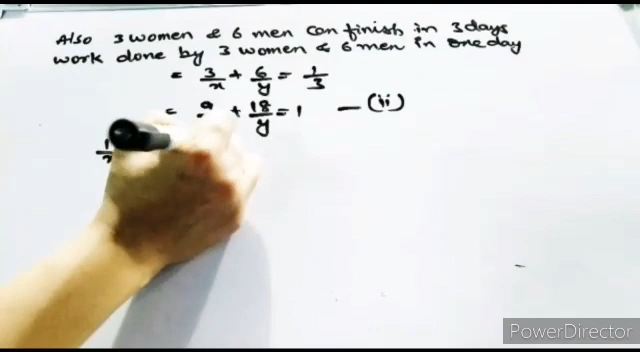 Also 3 women & 6 men can finish in 3 days
work done by 3 women & 6 men in one day
= 3/x + 6/y = 1/3
= 9 + 18/y = 1 — (ii)
1/x
PowerDirector